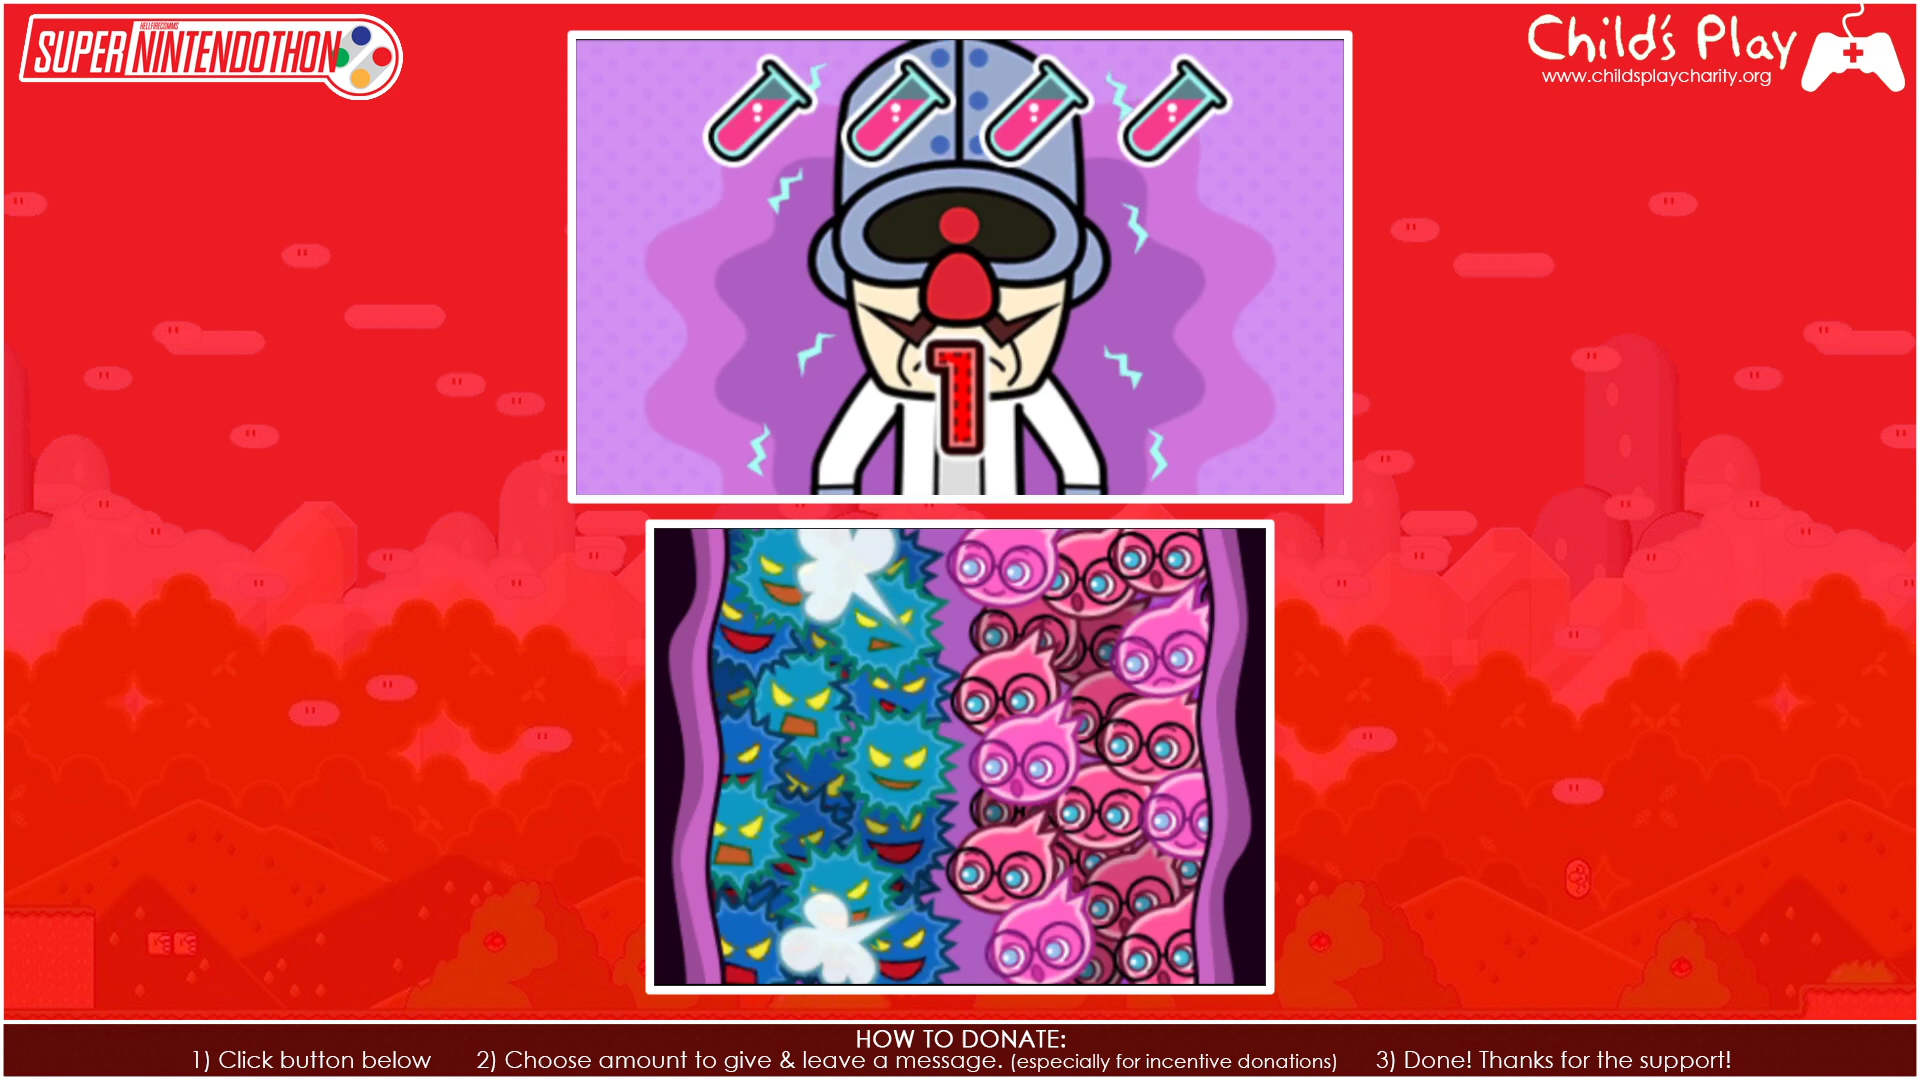 HELLFIRECOMMS
SUPER NINTENDOTHON
Child's Play
www.childsplaycharity.org
1
HOW TO DONATE:
1) Click button below 2) Choose amount to give & leave a message. (especially for incentive donations) 3) Done! Thanks for the support!